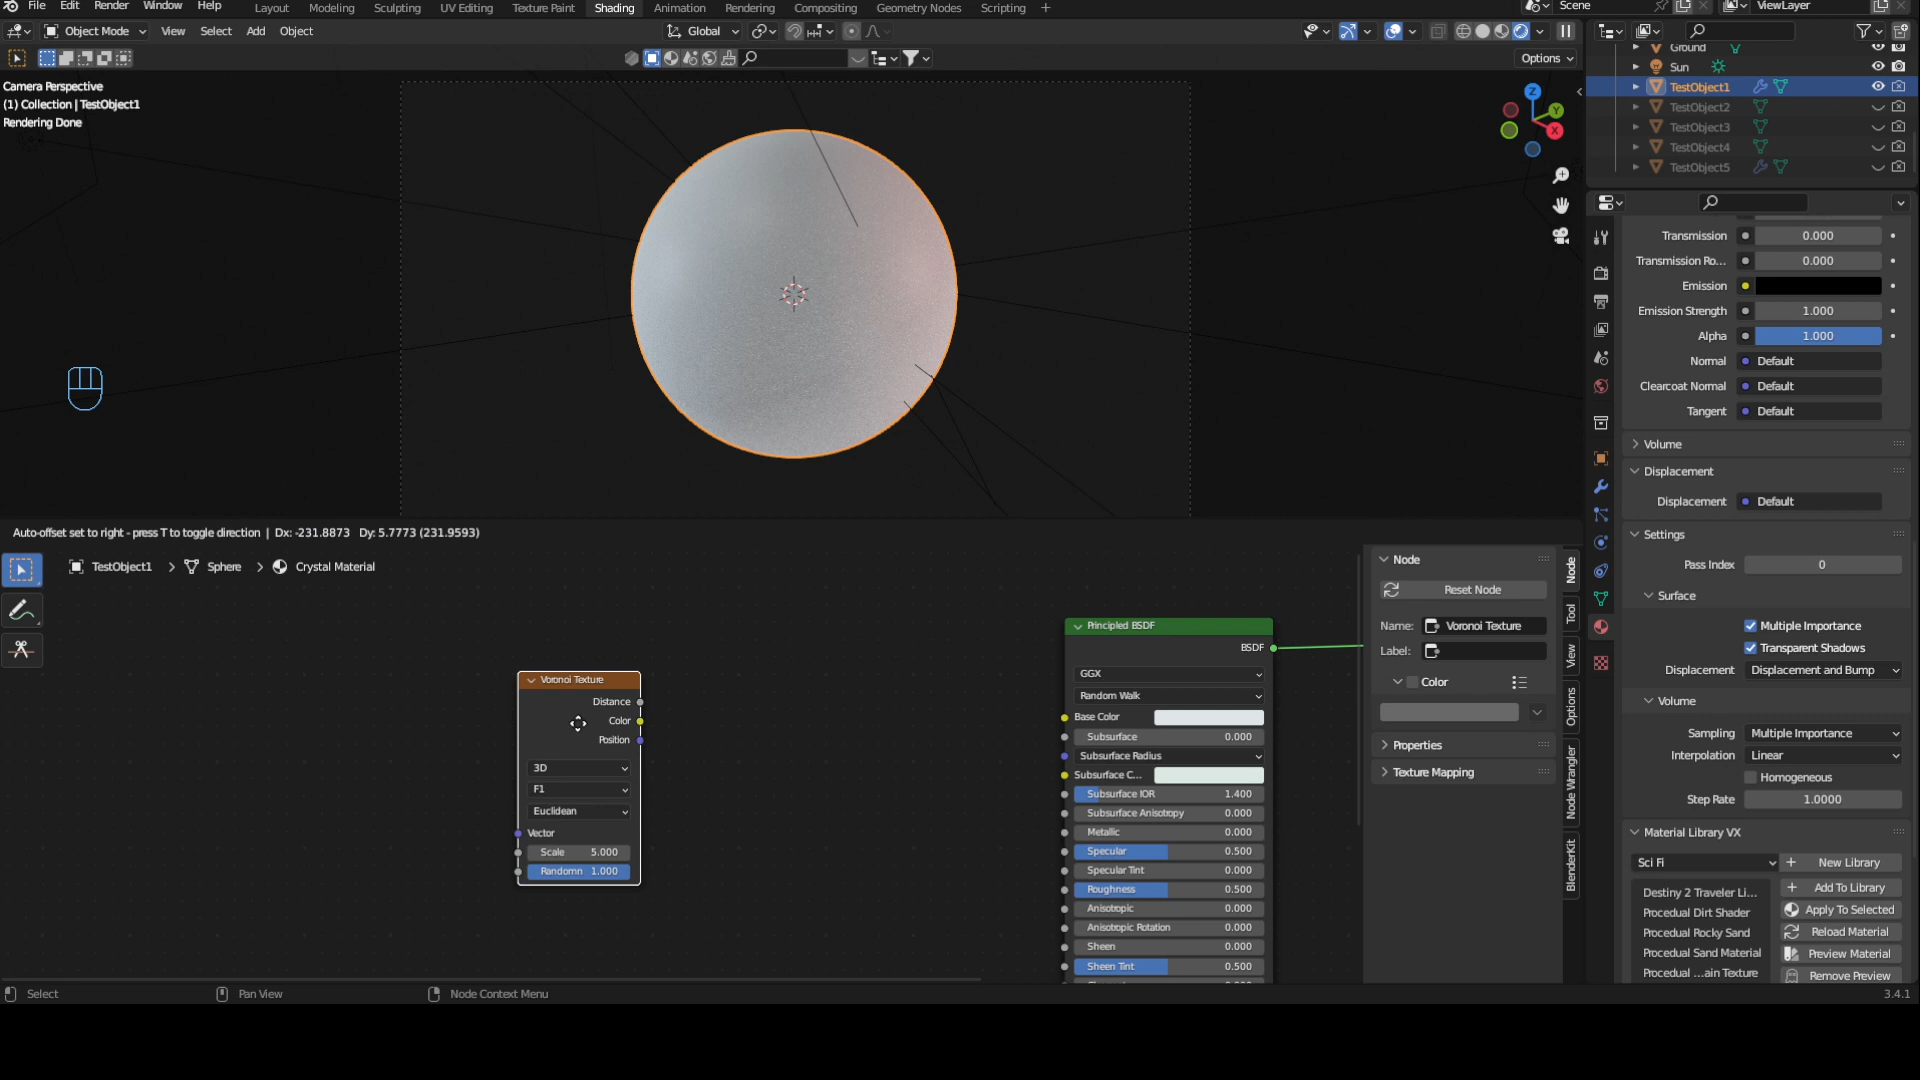 File Edit Render Window Help Layout Modeling Sculpting UV Editing Texture Paint Shading Animation Rendering Compositing Geometry Nodes Scripting + Scene ViewLayer
Object Mode View Select Add Object Global
Options
Camera Perspective
(1) Collection | TestObject1
Rendering Done
Z
Y
X
Ground
Sun
TestObject1
TestObject2
TestObject3
TestObject4
TestObject5
Transmission 0.000
Transmission Ro... 0.000
Emission
Emission Strength 1.000
Alpha 1.000
Normal Default
Clearcoat Normal Default
Tangent Default
Volume
Displacement
Displacement Default
Settings
Pass Index 0
Surface
Multiple Importance
Transparent Shadows
Displacement Displacement and Bump
Volume
Sampling Multiple Importance
Interpolation Linear
Homogeneous
Step Rate 1.0000
Material Library VX
Sci Fi New Library
Destiny 2 Traveler Li... Add To Library
Procedual Dirt Shader Apply To Selected
Procedual Rocky Sand Reload Material
Procedual Sand Material Preview Material
Procedual ...ain Texture Remove Preview
Auto-offset set to right - press T to toggle direction | Dx: -231.8873 Dy: 5.7773 (231.9593)
TestObject1 > Sphere > Crystal Material
Voronoi Texture
Distance
Color
Position
3D
F1
Euclidean
Vector
Scale 5.000
Randomn 1.000
Principled BSDF
BSDF
GGX
Random Walk
Base Color
Subsurface 0.000
Subsurface Radius
Subsurface C...
Subsurface IOR 1.400
Subsurface Anisotropy 0.000
Metallic 0.000
Specular 0.500
Specular Tint 0.000
Roughness 0.500
Anisotropic 0.000
Anisotropic Rotation 0.000
Sheen 0.000
Sheen Tint 0.500
Node
Reset Node
Name: Voronoi Texture
Label:
Color
Properties
Texture Mapping
Node
Tool
View
Options
Node Wrangler
BlenderKit
Select Pan View Node Context Menu 3.4.1